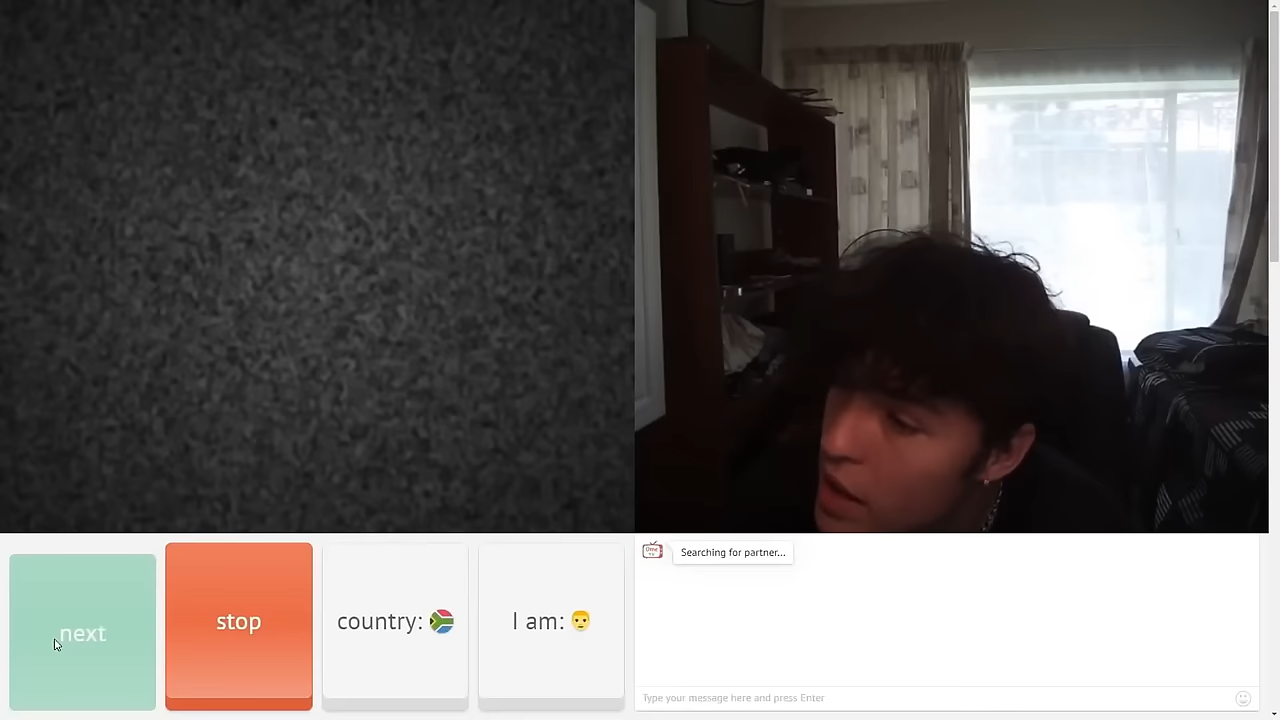 Searching for partner...
next
stop
country:
I am:
Type your message here and press Enter